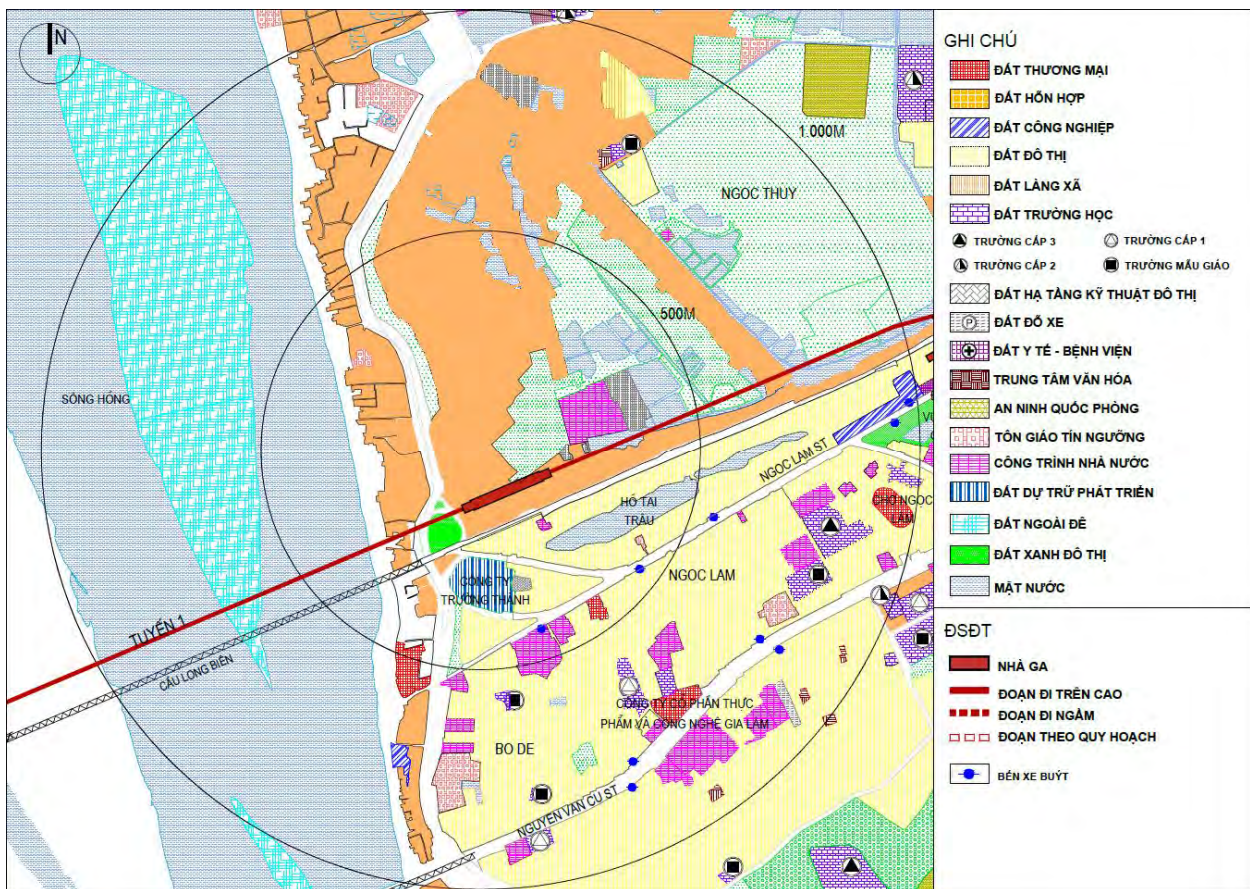 N
1.000M
NGOC THUY
500M
SÔNG HỒNG
NGOC LAM ST
HỒ TAI
TRÂU
NGOC LAM
CÔNG TY
TRƯỜNG THÀNH
TUYẾN 1
CẦU LONG BIÊN
CÔNG TY CỔ PHẦN THỰC
PHẨM VÀ CÔNG NGHỆ GIA LÂM
BO DE
NGUYEN VAN CU ST
GHI CHÚ
ĐẤT THƯƠNG MẠI
ĐẤT HỖN HỢP
ĐẤT CÔNG NGHIỆP
ĐẤT ĐÔ THỊ
ĐẤT LÀNG XÃ
ĐẤT TRƯỜNG HỌC
TRƯỜNG CẤP 3
TRƯỜNG CẤP 1
TRƯỜNG CẤP 2
TRƯỜNG MẪU GIÁO
ĐẤT HẠ TẦNG KỸ THUẬT ĐÔ THỊ
P
ĐẤT ĐỖ XE
ĐẤT Y TẾ - BỆNH VIỆN
TRUNG TÂM VĂN HÓA
AN NINH QUỐC PHÒNG
TÔN GIÁO TÍN NGƯỠNG
CÔNG TRÌNH NHÀ NƯỚC
ĐẤT DỰ TRỮ PHÁT TRIỂN
ĐẤT NGOÀI ĐÊ
ĐẤT XANH ĐÔ THỊ
MẶT NƯỚC
ĐSĐT
NHÀ GA
ĐOẠN ĐI TRÊN CAO
ĐOẠN ĐI NGẦM
ĐOẠN THEO QUY HOẠCH
BẾN XE BUÝT